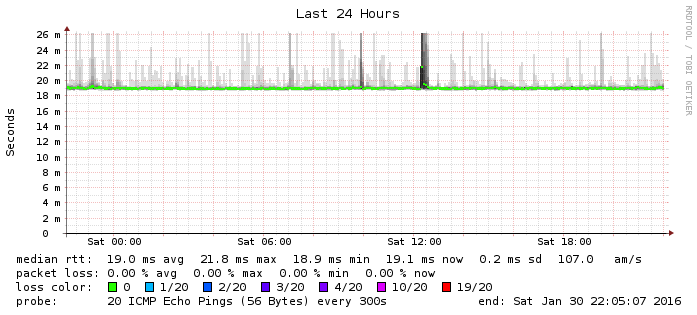 Last 24 Hours
RRDTOOL / TOBI OETIKER
Seconds
26 m
24 m
22 m
20 m
18 m
16 m
14 m
12 m
10 m
8 m
6 m
4 m
2 m
0
Sat 00:00 Sat 06:00 Sat 12:00 Sat 18:00
median rtt: 19.0 ms avg 21.8 ms max 18.9 ms min 19.1 ms now 0.2 ms sd 107.0 am/s
packet loss: 0.00 % avg 0.00 % max 0.00 % min 0.00 % now
loss color: 0 1/20 2/20 3/20 4/20 10/20 19/20
probe: 20 ICMP Echo Pings (56 Bytes) every 300s end: Sat Jan 30 22:05:07 2016